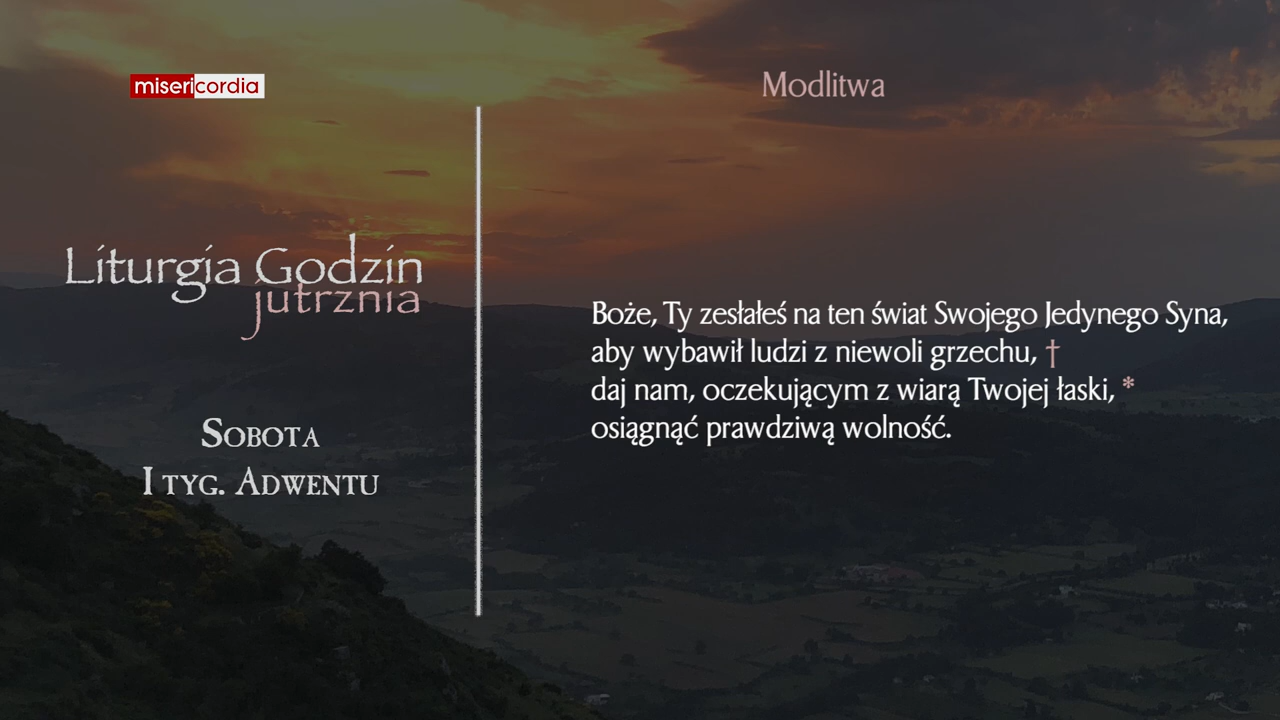 misericordia
Modlitwa
Liturgia Godzin
jutrznia
Sobota
I tyg. Adwentu
Boże, Ty zesłałeś na ten świat Swojego Jedynego Syna,
aby wybawił ludzi z niewoli grzechu, †
daj nam, oczekującym z wiarą Twojej łaski, *
osiągnąć prawdziwą wolność.